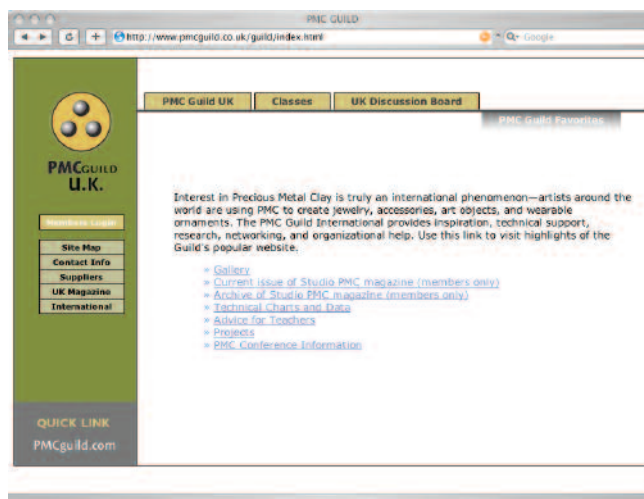 PMC GUILD
http://www.pmcguild.co.uk/guild/index.html
Google
PMC Guild UK
Classes
UK Discussion Board
PMC Guild Favorites
PMCGUILD
U.K.
Members Login
Site Map
Contact Info
Suppliers
UK Magazine
International
Interest in Precious Metal Clay is truly an international phenomenon—artists around the
world are using PMC to create jewelry, accessories, art objects, and wearable
ornaments. The PMC Guild International provides inspiration, technical support,
research, networking, and organizational help. Use this link to visit highlights of the
Guild's popular website.
» Gallery
» Current issue of Studio PMC magazine (members only)
» Archive of Studio PMC magazine (members only)
» Technical Charts and Data
» Advice for Teachers
» Projects
» PMC Conference Information
QUICK LINK
PMCguild.com